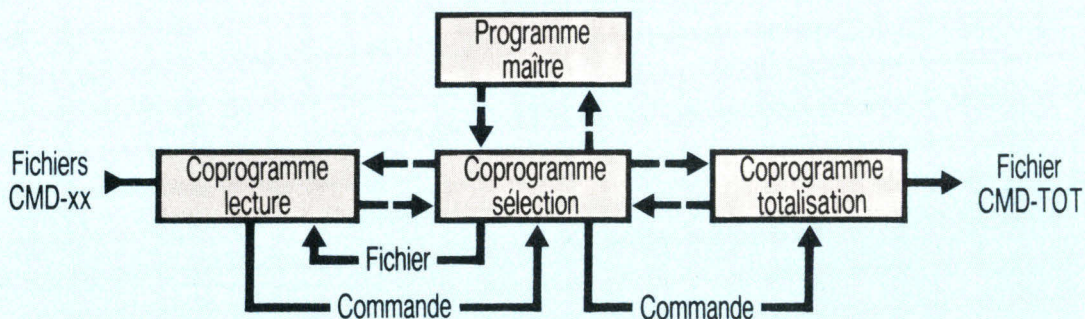 Programme
maître
Fichiers
CMD-xx
Coprogramme
lecture
Coprogramme
sélection
Coprogramme
totalisation
Fichier
CMD-TOT
Fichier
Commande
Commande